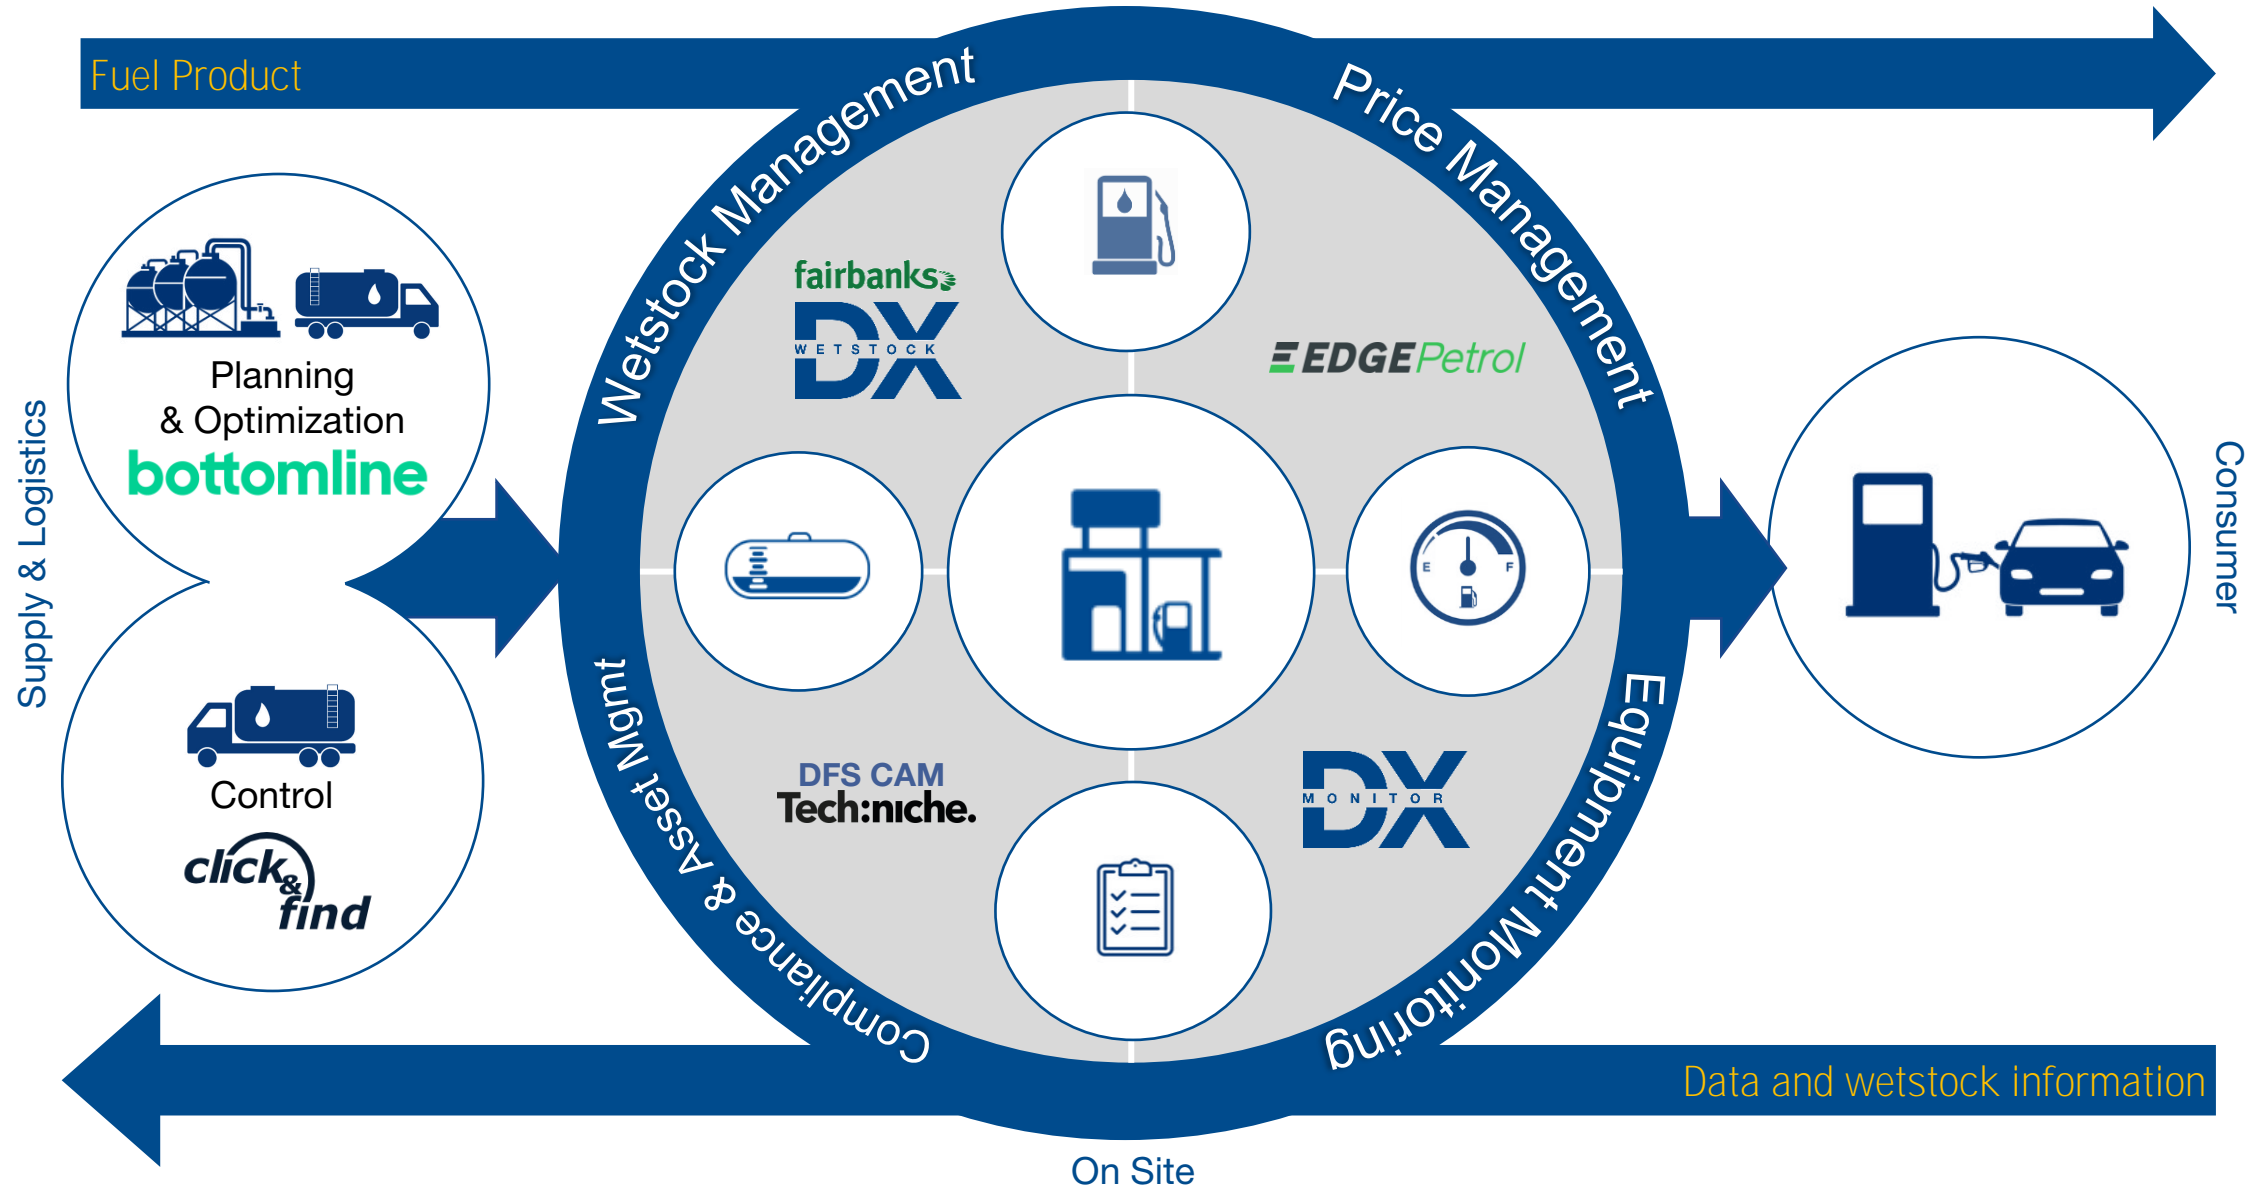 Fuel Product
Wetstock Management
Price Management
fairbanks
DX
WETSTOCK
EDGEPetrol
Planning
& Optimization
bottomline
Supply & Logistics
Consumer
E F
Control
click
&
find
Compliance & Asset Mgmt
DFS CAM
Tech:niche.
DX
MONITOR
Equipment Monitoring
Data and wetstock information
On Site